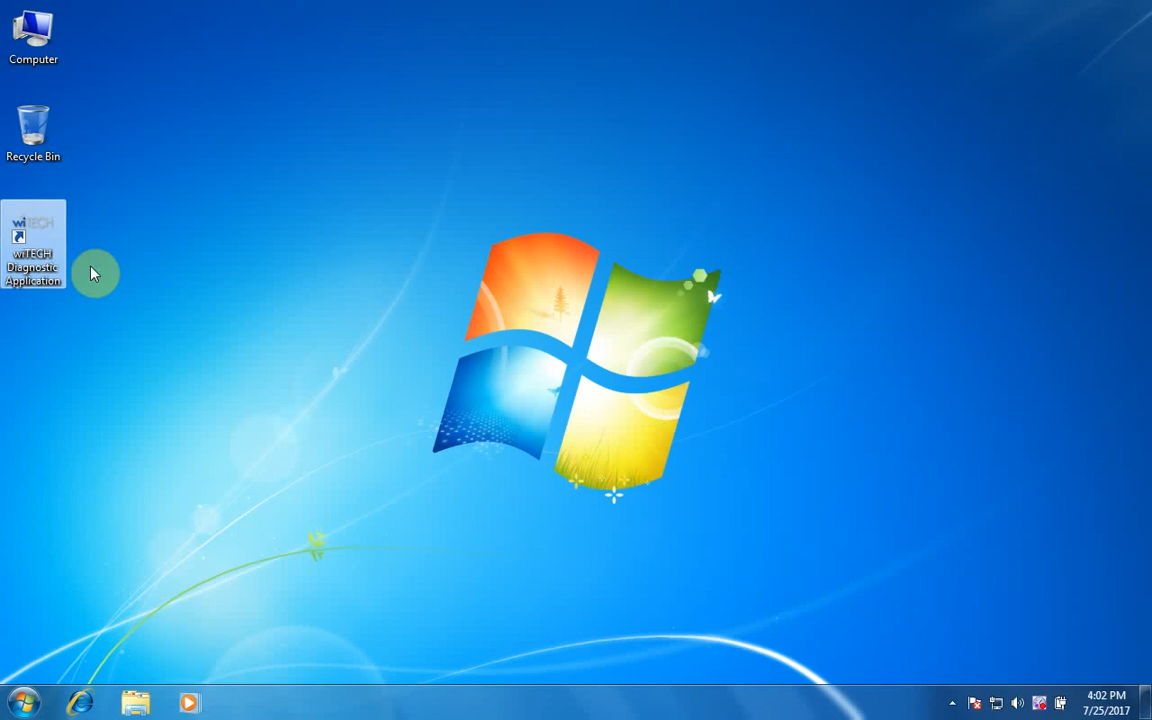 Computer
Recycle Bin
wiTECH
wiTECH
Diagnostic
Application
4:02 PM
7/25/2017